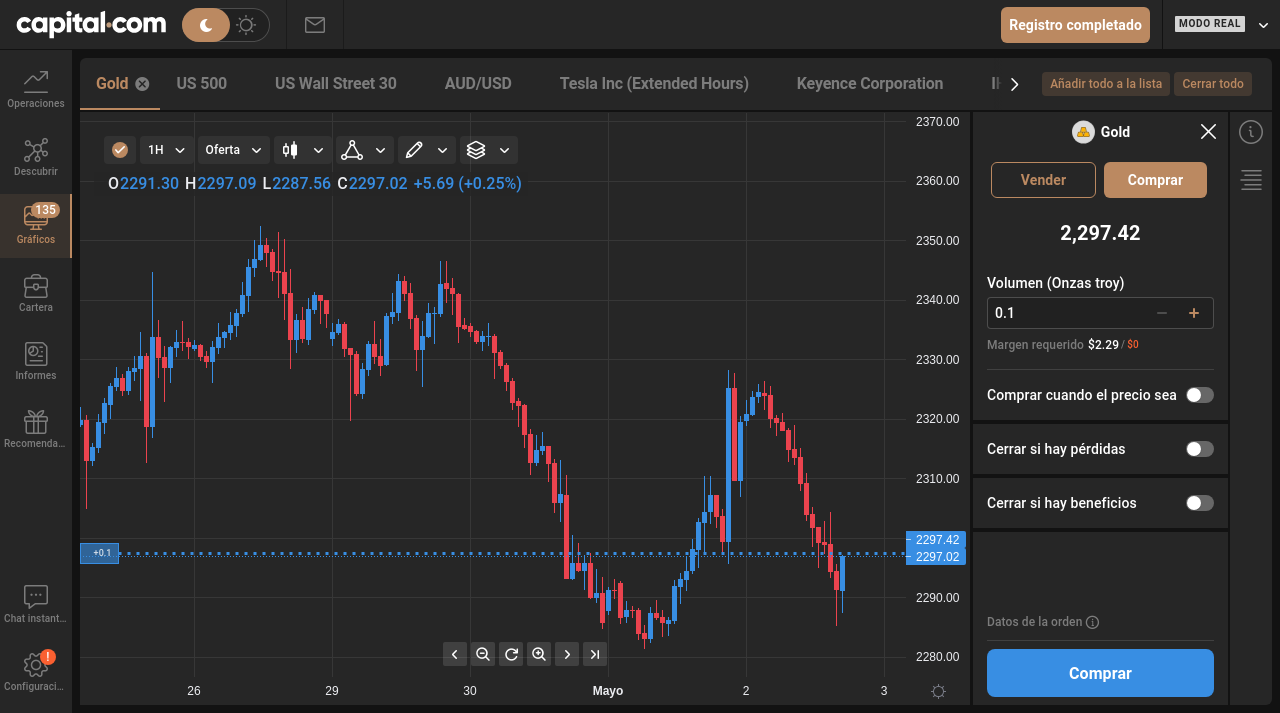 capital.com
Registro completado
MODO REAL
Operaciones
Descubrir
135
Gráficos
Cartera
Informes
Recomenda...
Chat instant...
!
Configuraci...
Gold
US 500
US Wall Street 30
AUD/USD
Tesla Inc (Extended Hours)
Keyence Corporation
Añadir todo a la lista
Cerrar todo
1H
Oferta
O2291.30 H2297.09 L2287.56 C2297.02 +5.69 (+0.25%)
2370.00
2360.00
2350.00
2340.00
2330.00
2320.00
2310.00
2297.42
2297.02
2290.00
2280.00
+0.1
26
29
30
Mayo
2
3
Gold
Vender
Comprar
2,297.42
Volumen (Onzas troy)
0.1
Margen requerido $2.29 / $0
Comprar cuando el precio sea
Cerrar si hay pérdidas
Cerrar si hay beneficios
Datos de la orden
Comprar